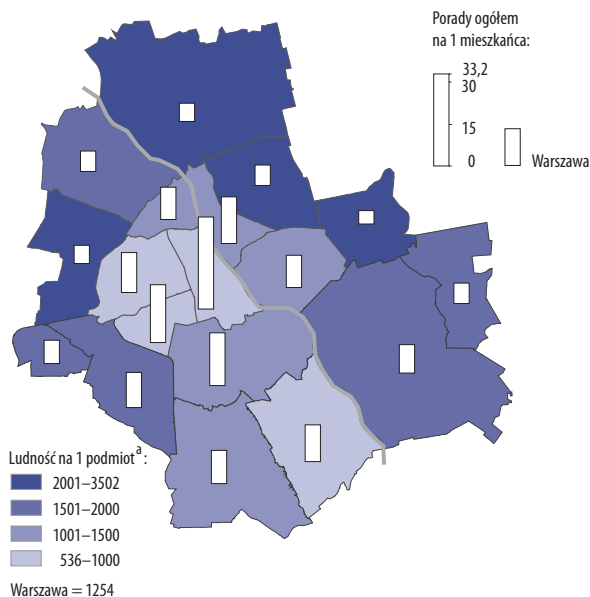 Porady ogółem
na 1 mieszkańca:
33,2
30
15
0
Warszawa
Ludność na 1 podmiot a :
2001–3502
1501–2000
1001–1500
536–1000
Warszawa = 1254